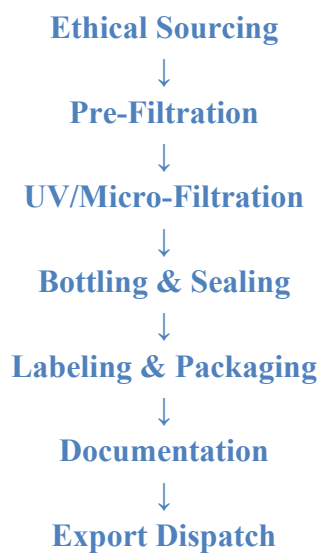 Ethical Sourcing
↓
Pre-Filtration
↓
UV/Micro-Filtration
↓
Bottling & Sealing
↓
Labeling & Packaging
↓
Documentation
↓
Export Dispatch